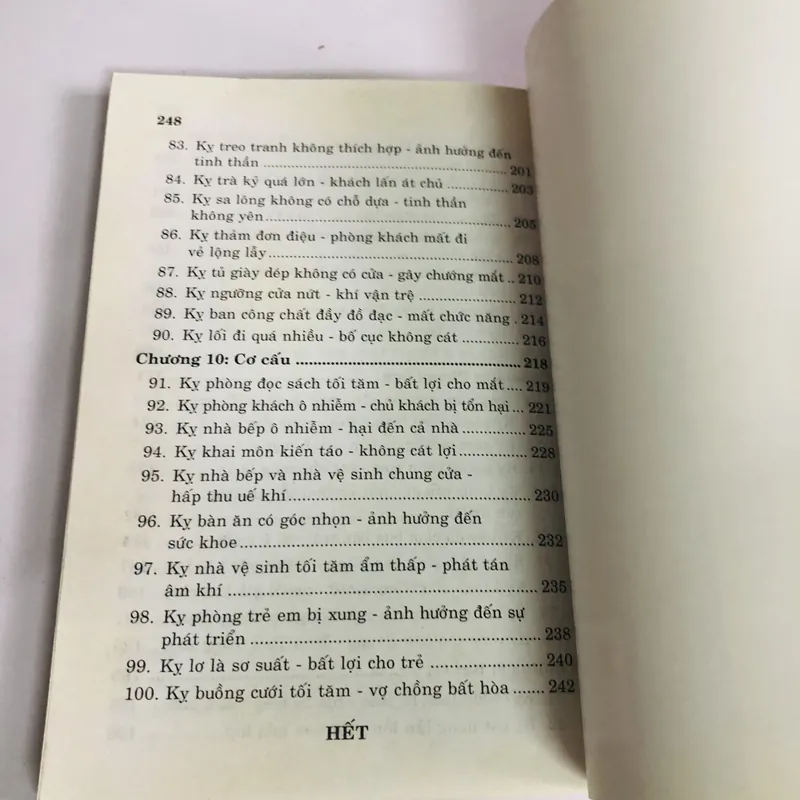 248
83. Kỵ treo tranh không thích hợp - ảnh hưởng đến
tinh thần ........ 201
84. Kỵ trà kỷ quá lớn - khách lấn át chủ ........ 203
85. Kỵ sa lông không có chỗ dựa - tinh thần
không yên ........ 205
86. Kỵ thảm đơn điệu - phòng khách mất đi
vẻ lộng lẫy ........ 208
87. Kỵ tủ giày dép không có cửa - gây chướng mắt .. 210
88. Kỵ ngưỡng cửa nứt - khí vận trệ ........ 212
89. Kỵ ban công chất đầy đồ đạc - mất chức năng . 214
90. Kỵ lối đi quá nhiều - bố cục không cát ........ 216
Chương 10: Cơ cấu ........ 218
91. Kỵ phòng đọc sách tối tăm - bất lợi cho mắt .... 219
92. Kỵ phòng khách ô nhiễm - chủ khách bị tổn hại ... 221
93. Kỵ nhà bếp ô nhiễm - hại đến cả nhà ........ 225
94. Kỵ khai môn kiến táo - không cát lợi ........ 228
95. Kỵ nhà bếp và nhà vệ sinh chung cửa -
hấp thu uế khí ........ 230
96. Kỵ bàn ăn có góc nhọn - ảnh hưởng đến
sức khoe ........ 232
97. Kỵ nhà vệ sinh tối tăm ẩm thấp - phát tán
âm khí ........ 235
98. Kỵ phòng trẻ em bị xung - ảnh hưởng đến sự
phát triển ........ 238
99. Kỵ lơ là sơ suất - bất lợi cho trẻ ........ 240
100. Kỵ buồng cưới tối tăm - vợ chồng bất hòa ....... 242
HẾT